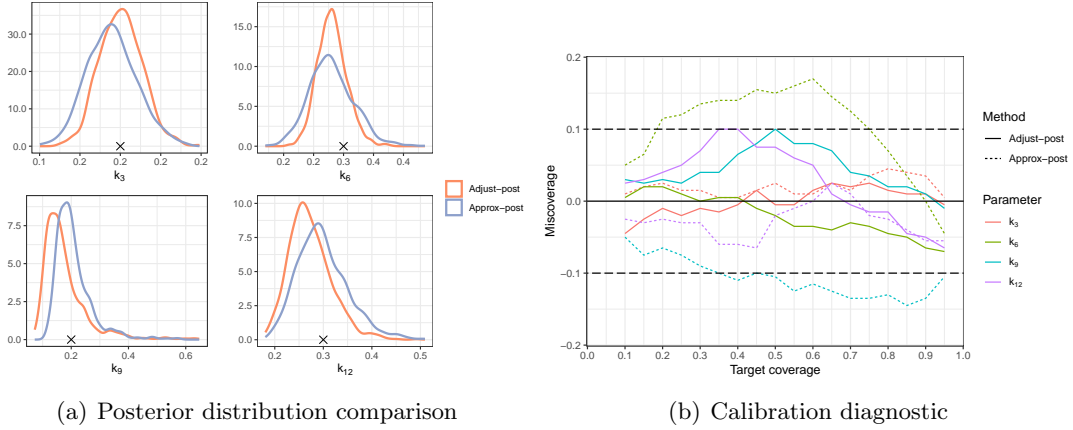 30.0
20.0
10.0
0.0
0.1
0.2
0.2
0.2
0.2
k3
15.0
10.0
5.0
0.0
0.2
0.2
0.3
0.4
0.4
k6
7.5
5.0
2.5
0.0
0.2
0.4
0.6
k9
10.0
7.5
5.0
2.5
0.0
0.2
0.3
0.4
0.5
k12
Adjust−post
Approx−post
(a) Posterior distribution comparison
Miscoverage
0.2
0.1
0.0
−0.1
−0.2
0.0
0.1
0.2
0.3
0.4
0.5
0.6
0.7
0.8
0.9
1.0
Target coverage
Method
Adjust−post
Approx−post
Parameter
k3
k6
k9
k12
(b) Calibration diagnostic